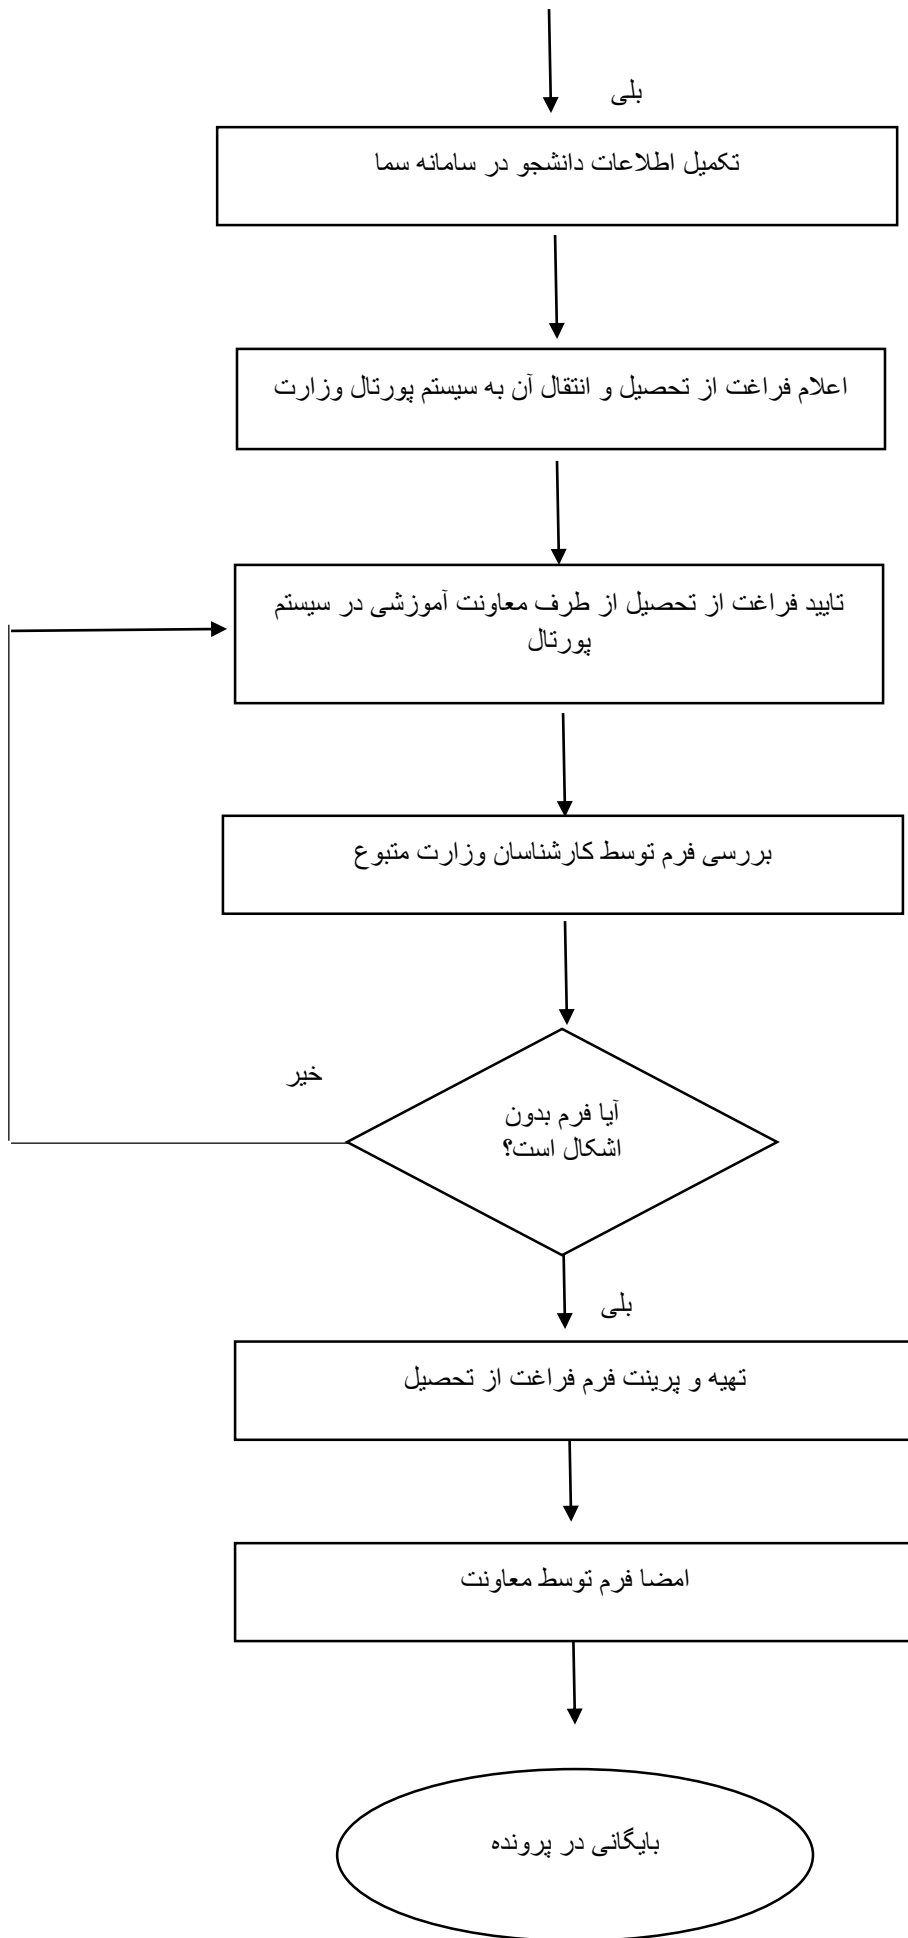 بلی
تکمیل اطلاعات دانشجو در سامانه سما
اعلام فراغت از تحصیل و انتقال آن به سیستم پورتال وزارت
تایید فراغت از تحصیل از طرف معاونت آموزشی در سیستم
پورتال
بررسی فرم توسط کارشناسان وزارت متبوع
خیر
آیا فرم بدون
اشکال است؟
بلی
تهیه و پرینت فرم فراغت از تحصیل
امضا فرم توسط معاونت
بایگانی در پرونده